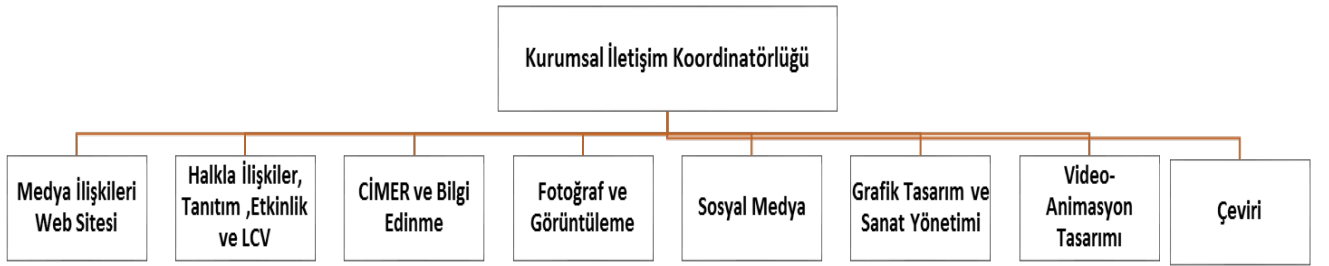 Kurumsal İletişim Koordinatörlüğü
Medya İlişkileri
Web Sitesi
Halkla İlişkiler,
Tanıtım ,Etkinlik
ve LCV
CİMER ve Bilgi
Edinme
Fotoğraf ve
Görüntüleme
Sosyal Medya
Grafik Tasarım ve
Sanat Yönetimi
Video-
Animasyon
Tasarımı
Çeviri